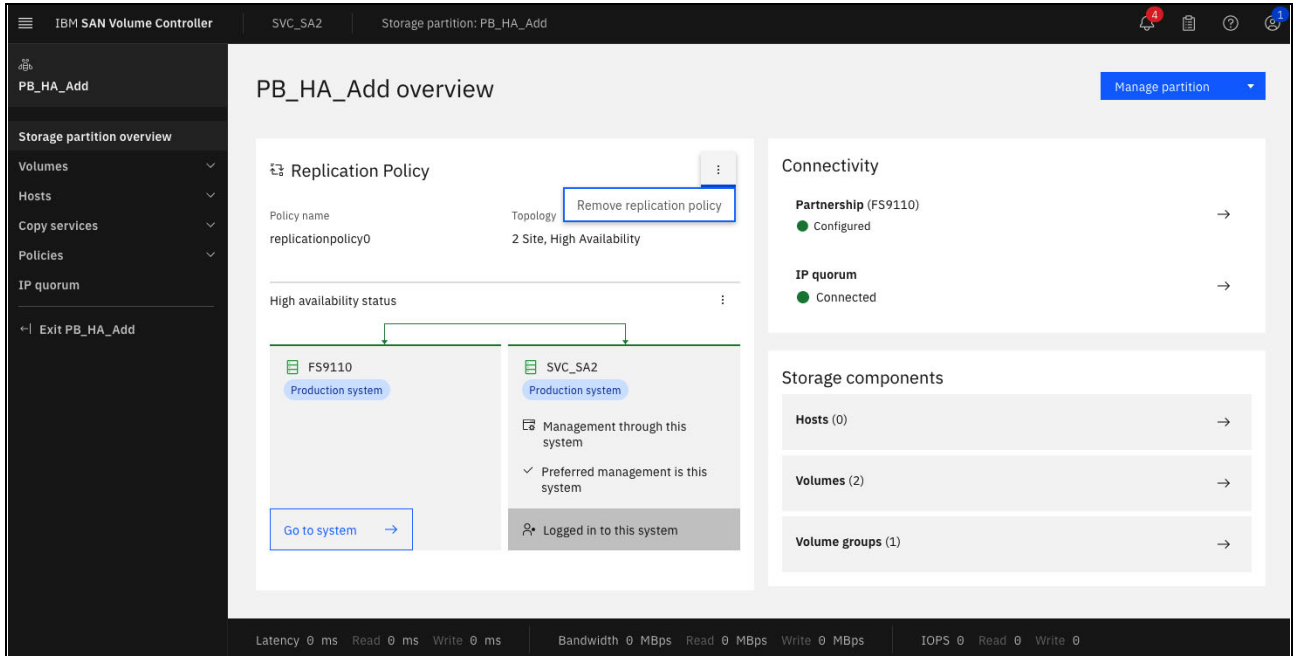 IBM SAN Volume Controller
SVC_SA2
Storage partition: PB_HA_Add
4
1
PB_HA_Add
Storage partition overview
Volumes
Hosts
Copy services
Policies
IP quorum
Exit PB_HA_Add
PB_HA_Add overview
Manage partition
Replication Policy
Remove replication policy
Policy name
replicationpolicy0
Topology
2 Site, High Availability
High availability status
FS9110
Production system
Go to system
SVC_SA2
Production system
Management through this
system
Preferred management is this
system
Logged in to this system
Connectivity
Partnership (FS9110)
Configured
IP quorum
Connected
Storage components
Hosts (0)
Volumes (2)
Volume groups (1)
Latency 0 ms Read 0 ms Write 0 ms
Bandwidth 0 MBps Read 0 MBps Write 0 MBps
IOPS 0 Read 0 Write 0